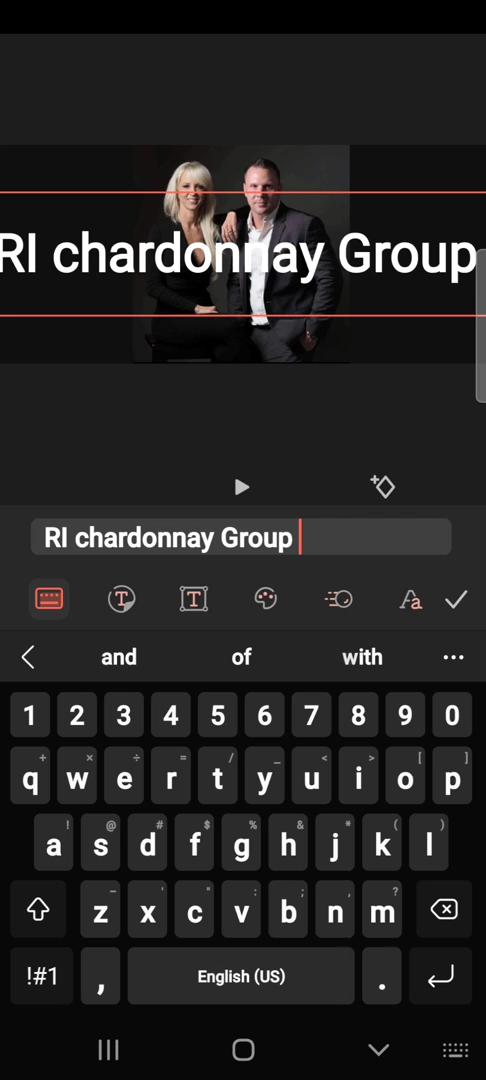 RI chardonnay Group
RI chardonnay Group
T T Aa
and of with
1 2 3 4 5 6 7 8 9 0
+ × ÷ = / _ < > [ ]
q w e r t y u i o p
! @ # $ % & * ( )
a s d f g h j k l
- ' " : ; , ?
z x c v b n m
!#1 , English (US) .